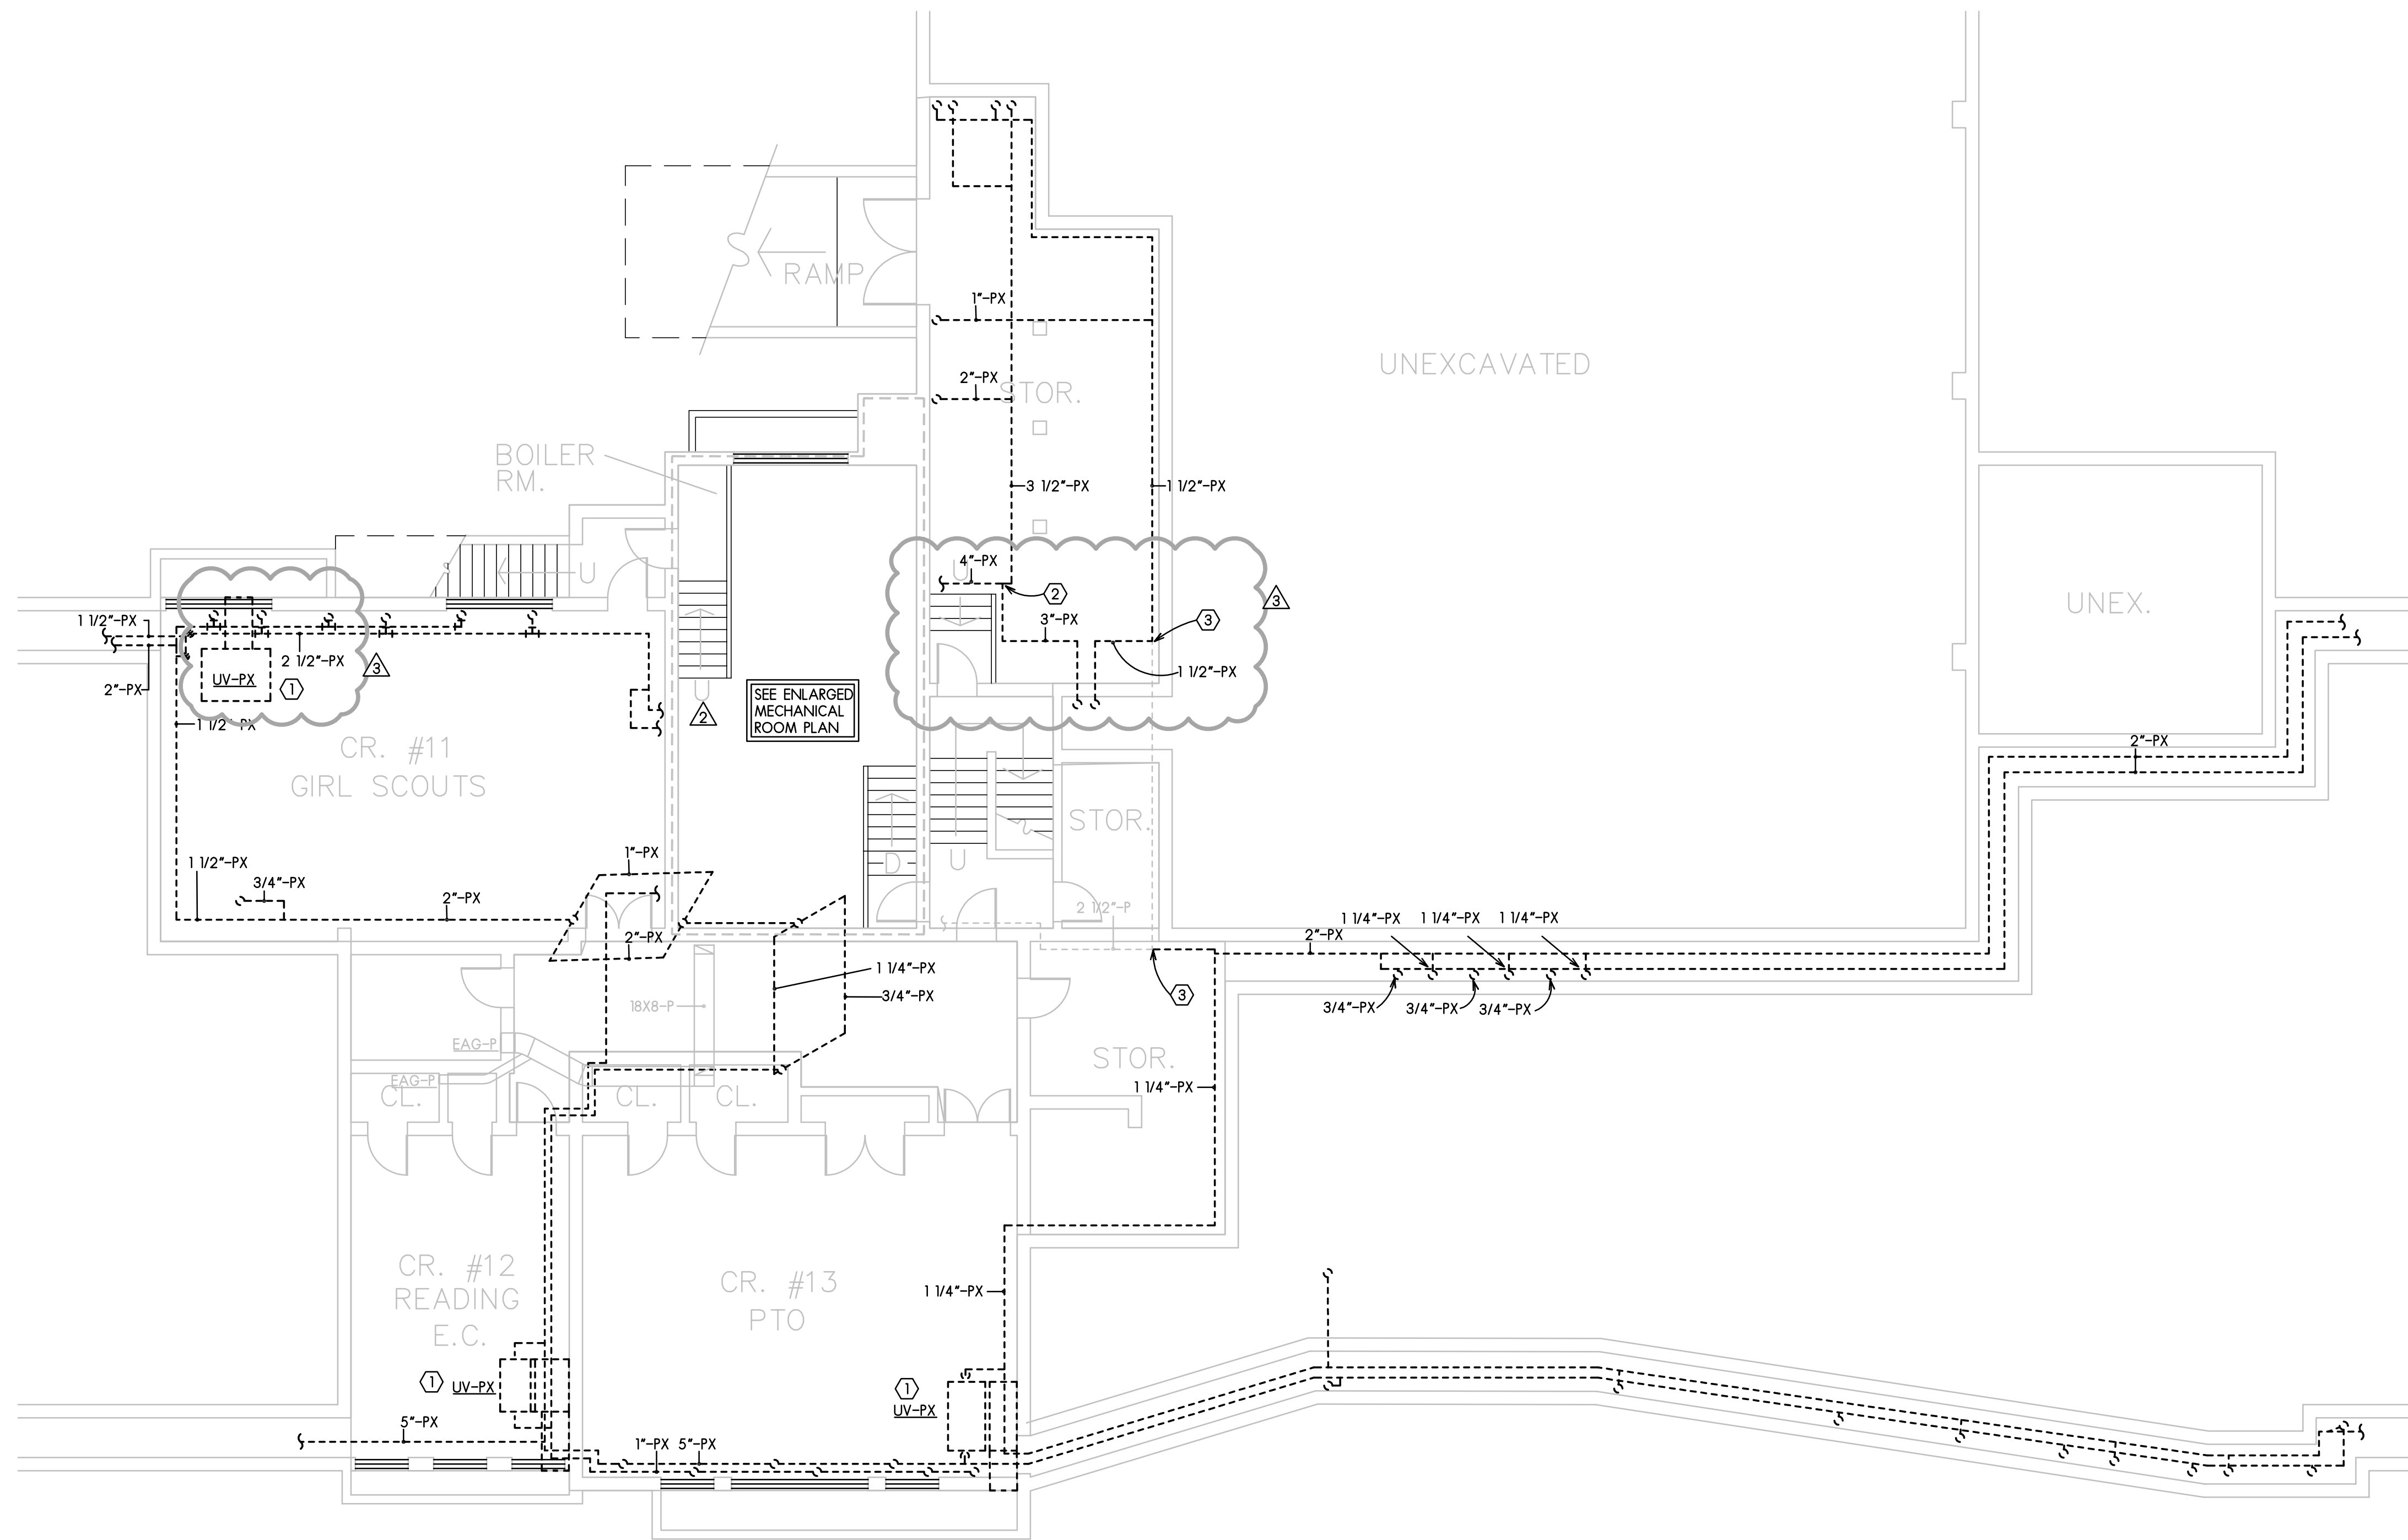 RAMP
1"-PX
2"-PX
STOR.
UNEXCAVATED
BOILER
RM.
3 1/2"-PX
1 1/2"-PX
4"-PX
U
2
3
3
3"-PX
1 1/2"-PX
U
UNEX.
1 1/2"-PX
2"-PX
2 1/2"-PX
3
UV-PX
1
1 1/2"-PX
U
2
SEE ENLARGED
MECHANICAL
ROOM PLAN
CR. #11
GIRL SCOUTS
2"-PX
STOR.
D
U
1 1/2"-PX
3/4"-PX
2"-PX
1"-PX
2"-PX
2 1/2"-P
2"-PX
1 1/4"-PX
1 1/4"-PX
1 1/4"-PX
1 1/4"-PX
3/4"-PX
3
3/4"-PX
3/4"-PX
3/4"-PX
18X8-P
EAG-P
EAG-P
CL.
CL.
CL.
STOR.
1 1/4"-PX
CR. #12
READING
E.C.
CR. #13
PTO
1 1/4"-PX
1
UV-PX
1
UV-PX
5"-PX
1"-PX
5"-PX